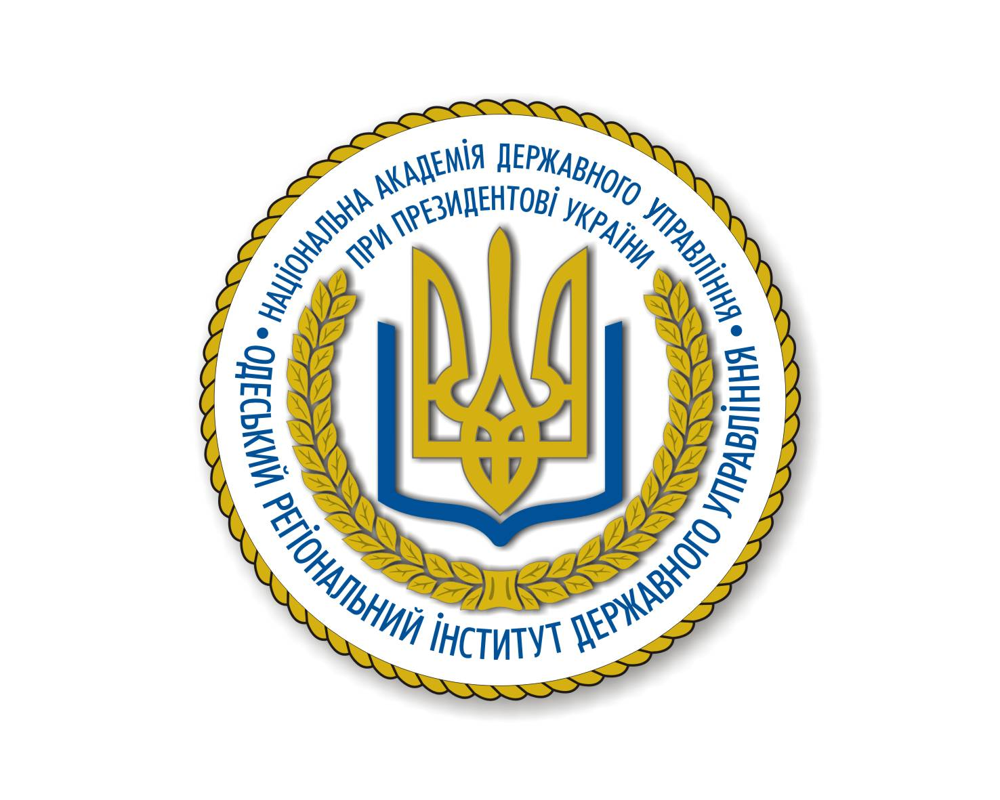 НАЦІОНАЛЬНА АКАДЕМІЯ ДЕРЖАВНОГО УПРАВЛІННЯ
ПРИ ПРЕЗИДЕНТОВІ УКРАЇНИ
• ОДЕСЬКИЙ РЕГІОНАЛЬНИЙ ІНСТИТУТ ДЕРЖАВНОГО УПРАВЛІННЯ •